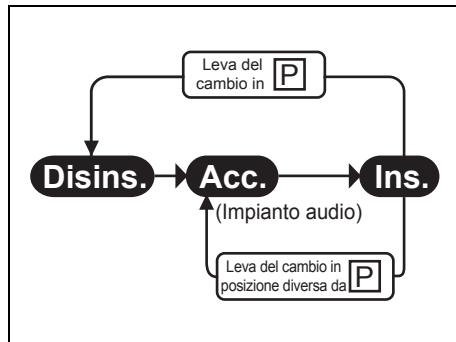 Leva del
cambio in P
Disins. Acc. Ins.
(Impianto audio)
Leva del cambio in
posizione diversa da P